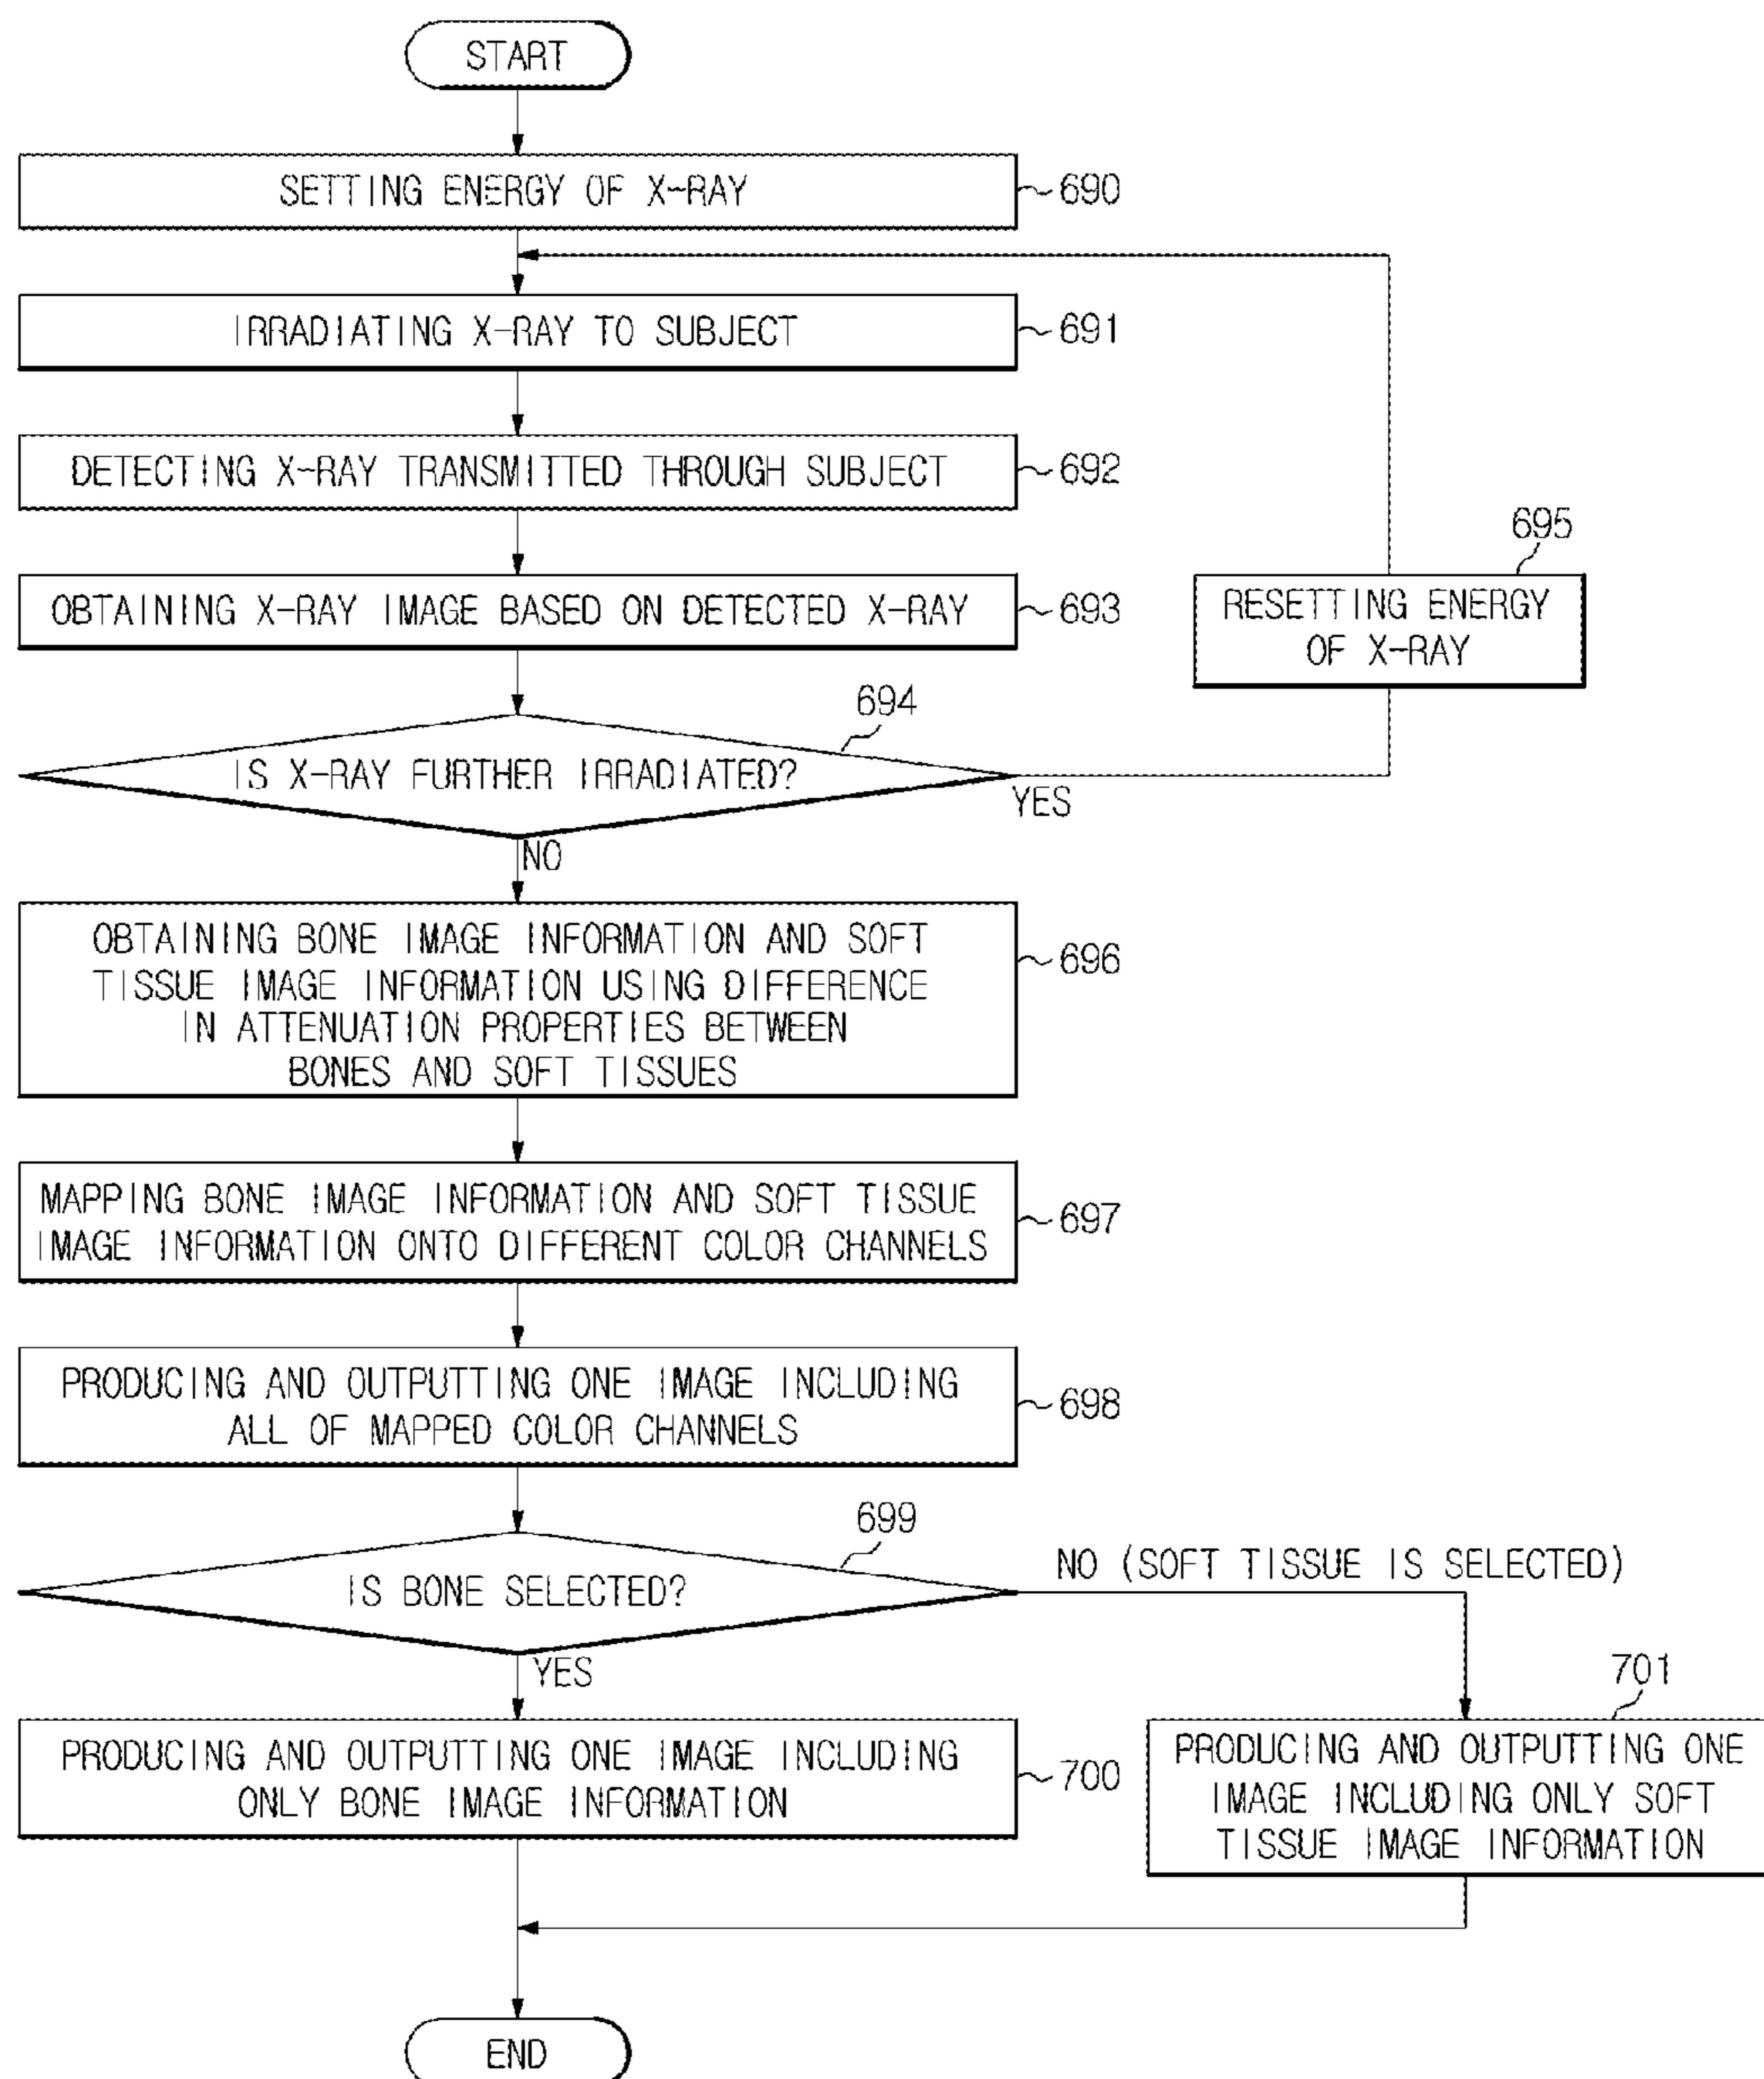 START
SETTING ENERGY OF X-RAY
690
IRRADIATING X-RAY TO SUBJECT
691
DETECTING X-RAY TRANSMITTED THROUGH SUBJECT
692
OBTAINING X-RAY IMAGE BASED ON DETECTED X-RAY
693
695
RESETTING ENERGY
OF X-RAY
694
IS X-RAY FURTHER IRRADIATED?
YES
NO
OBTAINING BONE IMAGE INFORMATION AND SOFT
TISSUE IMAGE INFORMATION USING DIFFERENCE
IN ATTENUATION PROPERTIES BETWEEN
BONES AND SOFT TISSUES
696
MAPPING BONE IMAGE INFORMATION AND SOFT TISSUE
IMAGE INFORMATION ONTO DIFFERENT COLOR CHANNELS
697
PRODUCING AND OUTPUTTING ONE IMAGE INCLUDING
ALL OF MAPPED COLOR CHANNELS
698
699
IS BONE SELECTED?
NO (SOFT TISSUE IS SELECTED)
YES
PRODUCING AND OUTPUTTING ONE IMAGE INCLUDING
ONLY BONE IMAGE INFORMATION
700
701
PRODUCING AND OUTPUTTING ONE
IMAGE INCLUDING ONLY SOFT
TISSUE IMAGE INFORMATION
END